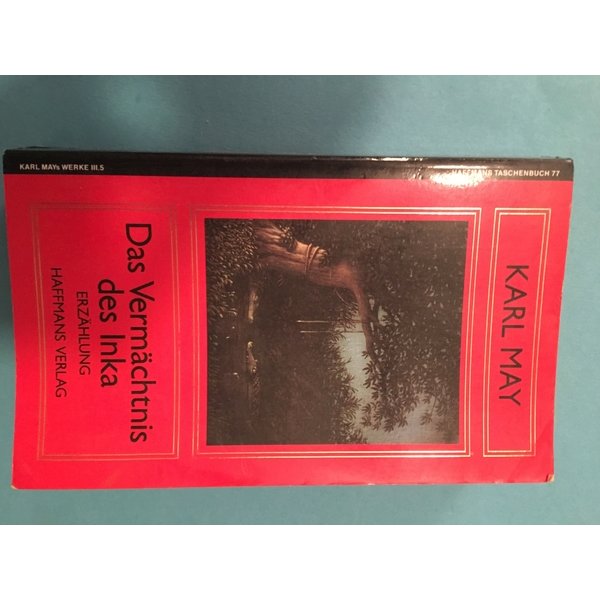 KARL MAYs WERKE III.5
HAFFMANS TASCHENBUCH 77
KARL MAY
Das Vermächtnis
des Inka
ERZÄHLUNG
HAFFMANS VERLAG